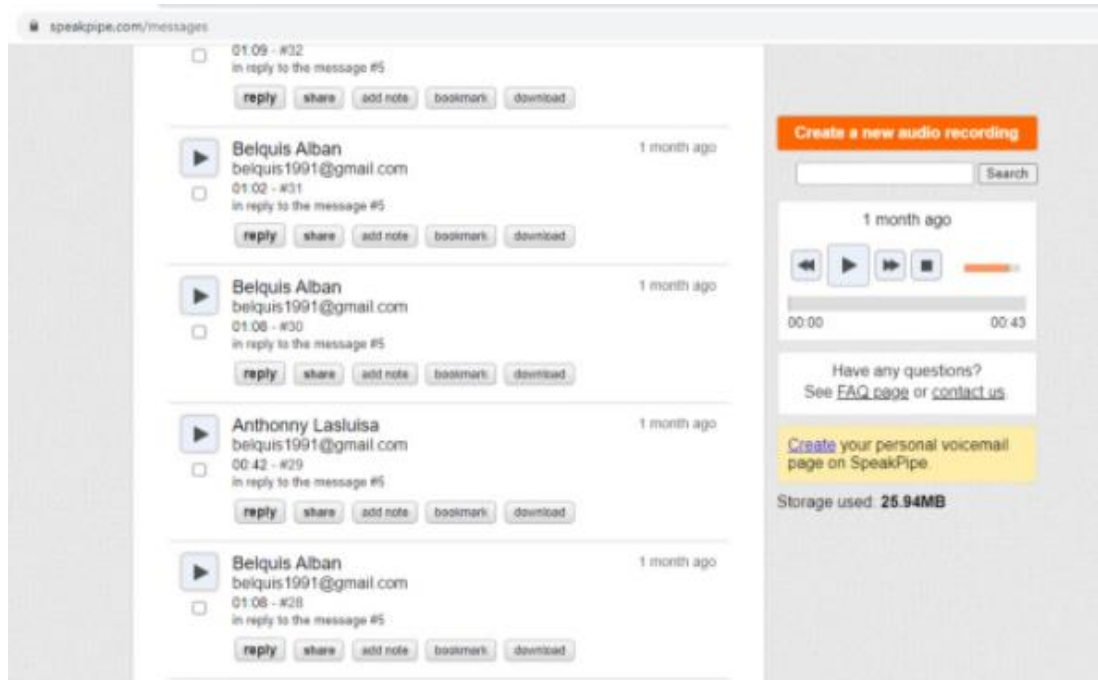 speakpipe.com/messages
01:09 - #32
in reply to the message #5
reply share add note bookmark download
Belquis Alban 1 month ago
belquis1991@gmail.com
01:02 - #31
in reply to the message #5
reply share add note bookmark download
Belquis Alban 1 month ago
belquis1991@gmail.com
01:08 - #30
in reply to the message #5
reply share add note bookmark download
Anthonny Lasluisa 1 month ago
belquis1991@gmail.com
00:42 - #29
in reply to the message #5
reply share add note bookmark download
Belquis Alban 1 month ago
belquis1991@gmail.com
01:08 - #28
in reply to the message #5
reply share add note bookmark download
Create a new audio recording
Search
1 month ago
00:00 00:43
Have any questions?
See FAQ page or contact us.
Create your personal voicemail
page on SpeakPipe.
Storage used: 25.94MB